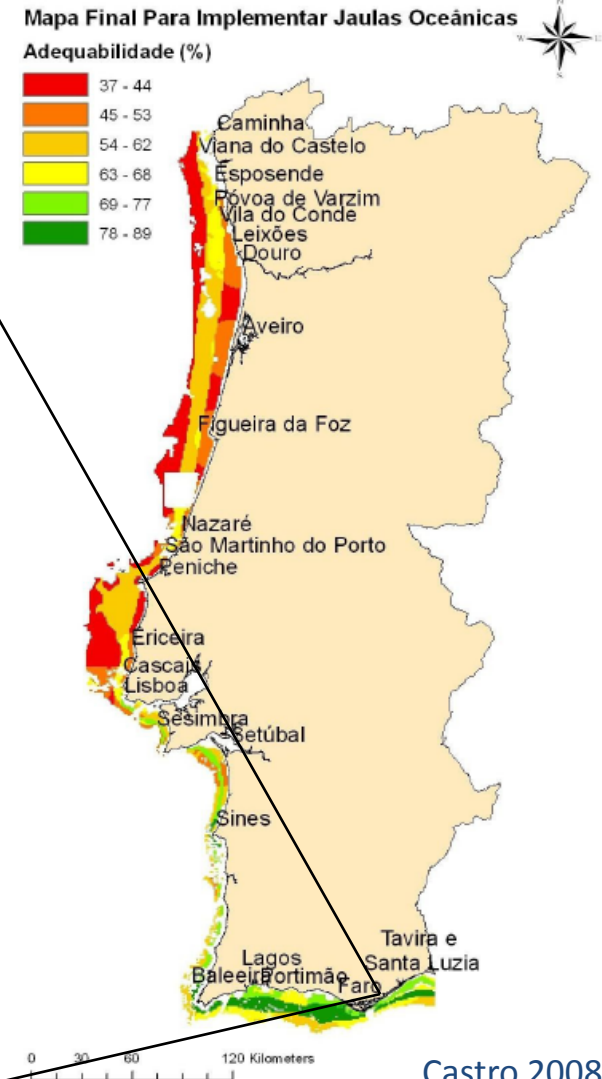 Mapa Final Para Implementar Jaulas Oceânicas
N
W
E
S
Adequabilidade (%)
37 - 44
45 - 53
54 - 62
63 - 68
69 - 77
78 - 89
Caminha
Viana do Castelo
Esposende
Póvoa de Varzim
Vila do Conde
Leixões
Douro
Aveiro
Figueira da Foz
Nazaré
São Martinho do Porto
Peniche
Ericeira
Cascais
Lisboa
Sesimbra
Setúbal
Sines
Tavira e
Santa Luzia
Lagos
Baleeira Portimão Faro
0 30 60 120 Kilometers
Castro 2008